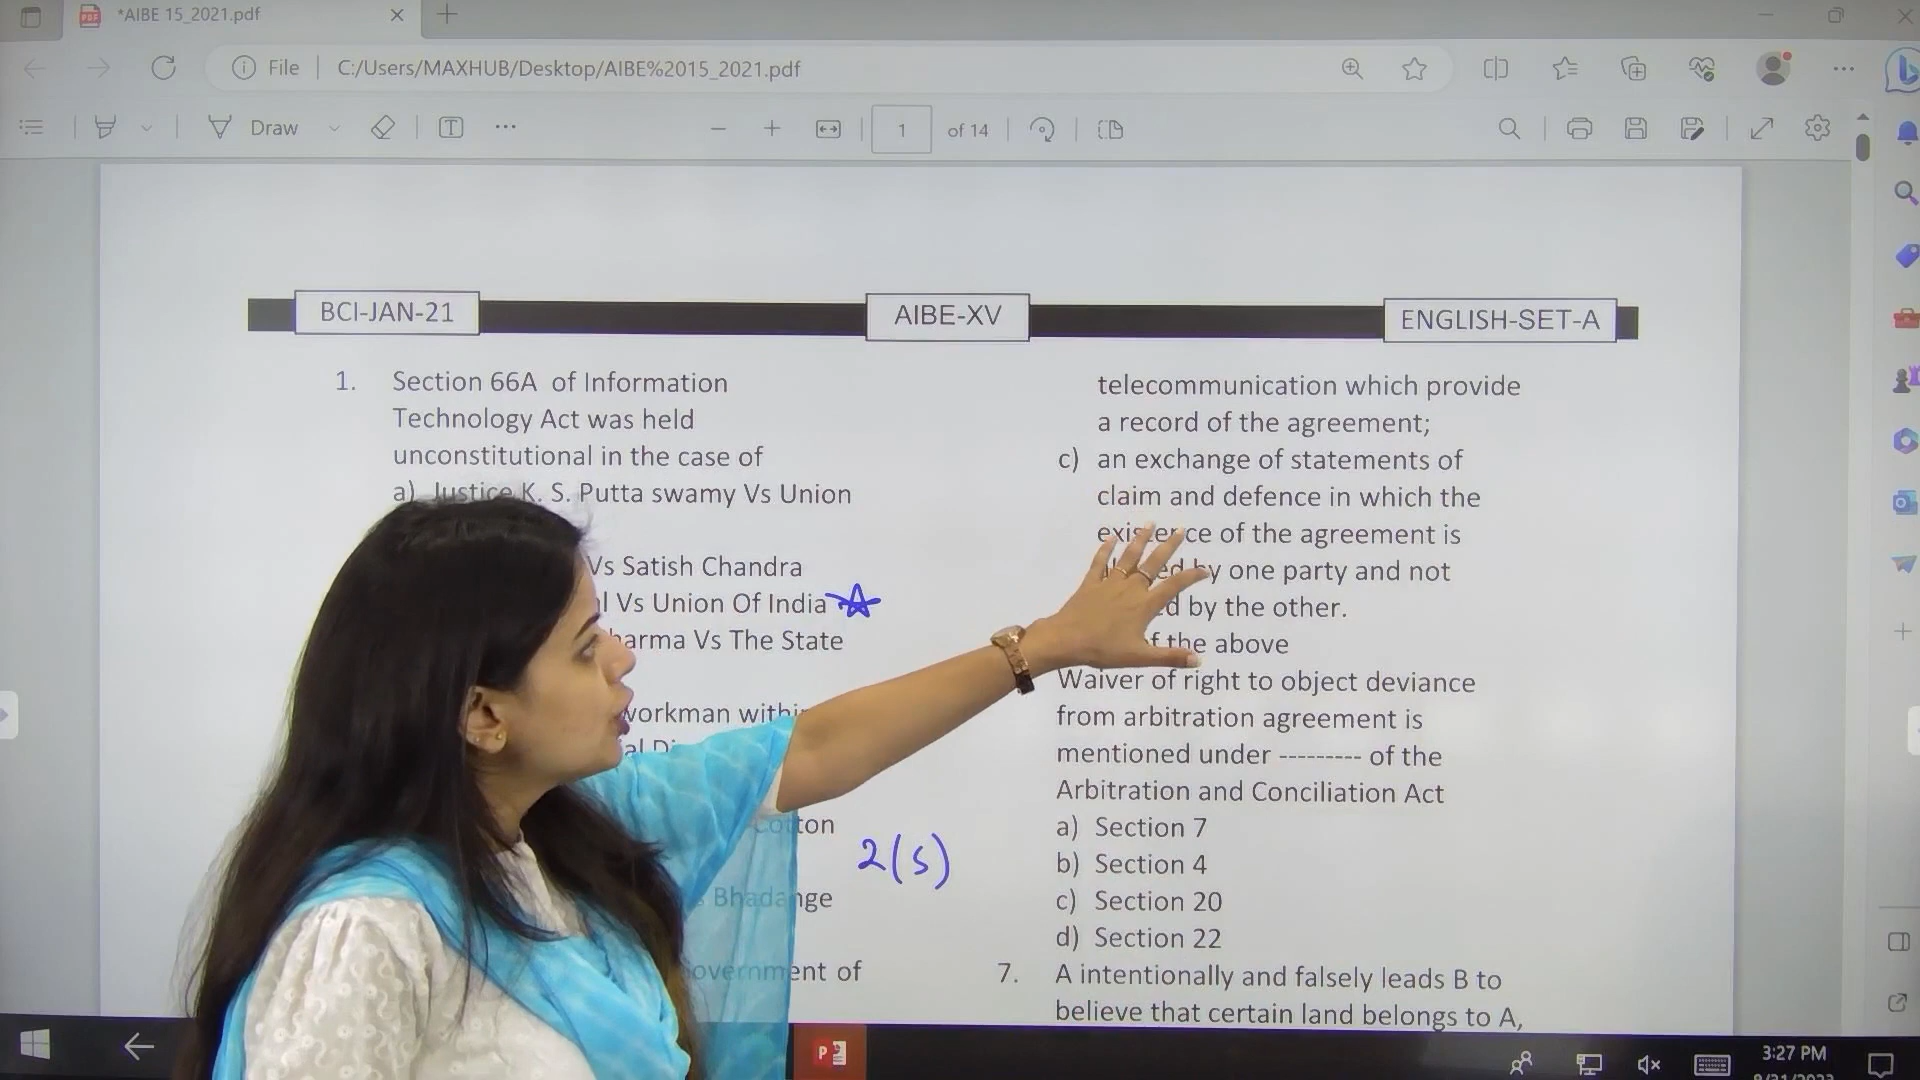 *AIBE 15_2021.pdf
File
C:/Users/MAXHUB/Desktop/AIBE%2015_2021.pdf
Draw
1 of 14
BCI-JAN-21
AIBE-XV
ENGLISH-SET-A
1. Section 66A of Information
Technology Act was held
unconstitutional in the case of
a) Justice K. S. Putta swamy Vs Union
Vs Satish Chandra
Vs Union Of India
Vs The State
workman
2(s)
Government of
telecommunication which provide
a record of the agreement;
c) an exchange of statements of
claim and defence in which the
existence of the agreement is
by one party and not
by the other.
the above
Waiver of right to object deviance
from arbitration agreement is
mentioned under --------- of the
Arbitration and Conciliation Act
a) Section 7
b) Section 4
c) Section 20
d) Section 22
7. A intentionally and falsely leads B to
believe that certain land belongs to A,
3:27 PM